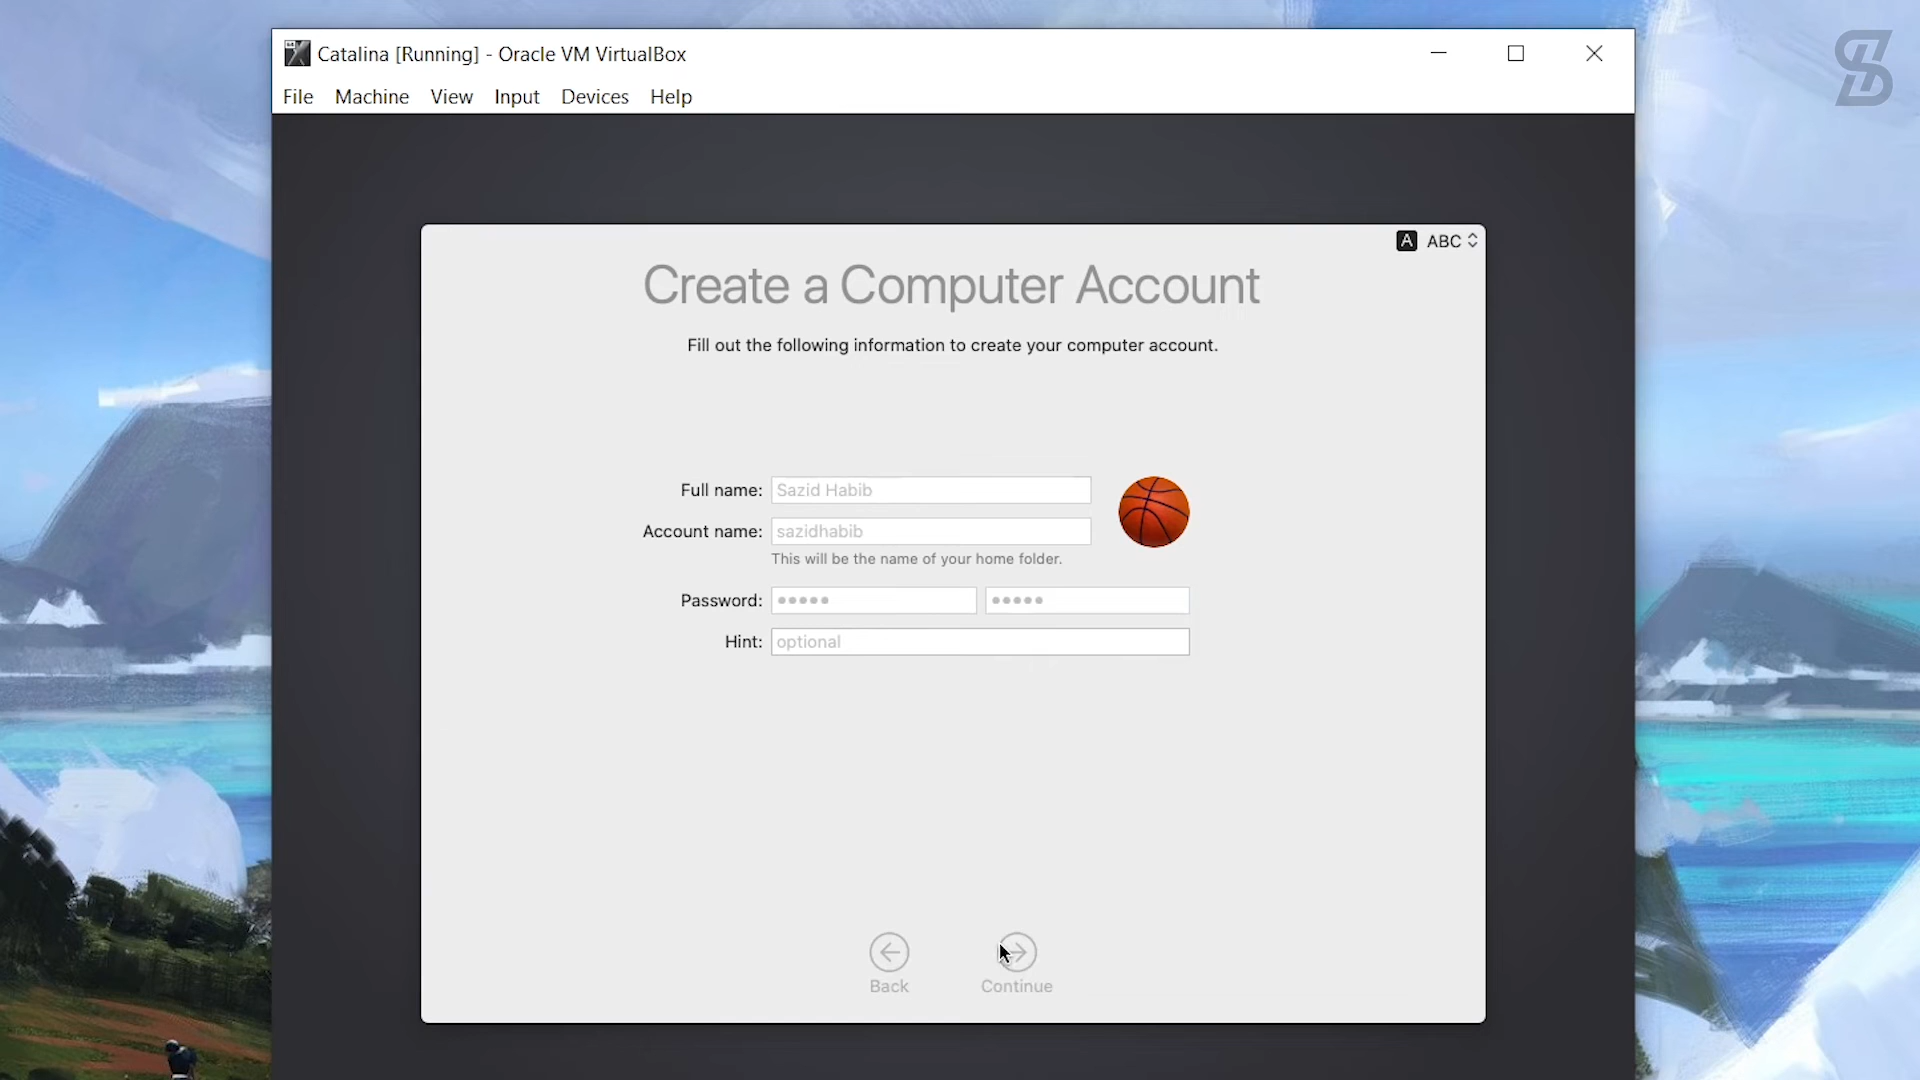 Catalina [Running] - Oracle VM VirtualBox
File Machine View Input Devices Help
A ABC
Create a Computer Account
Fill out the following information to create your computer account.
Full name: Sazid Habib
Account name: sazidhabib
This will be the name of your home folder.
Password: ●●●●● ●●●●●
Hint: optional
Back Continue